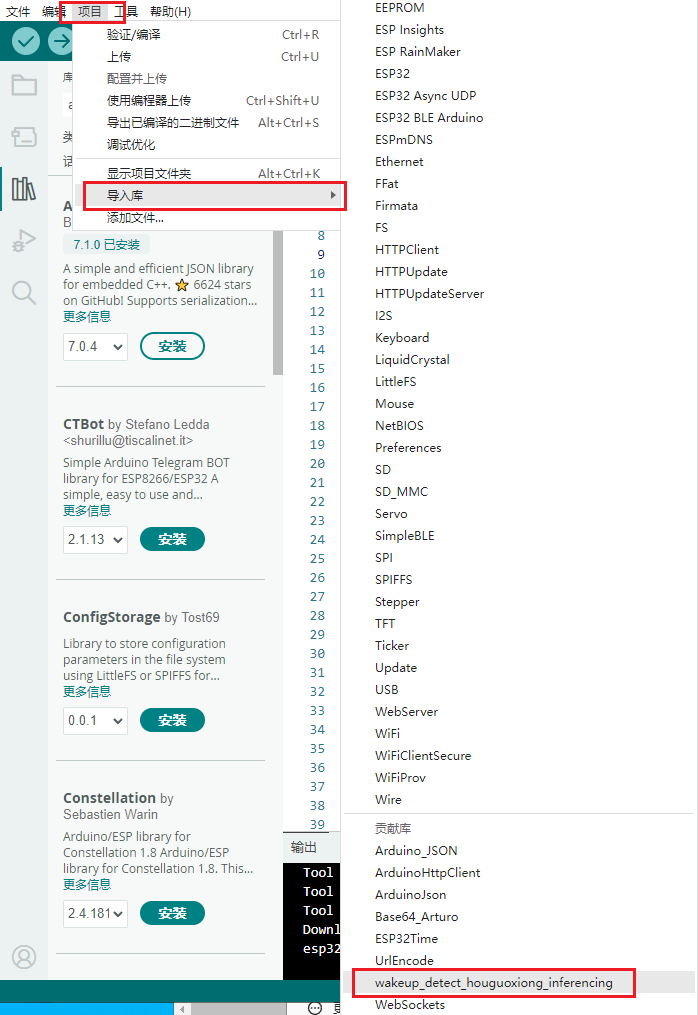 文件 编辑 项目 工具 帮助(H)
验证/编译 Ctrl+R
上传 Ctrl+U
配置并上传
使用编程器上传 Ctrl+Shift+U
导出已编译的二进制文件 Alt+Ctrl+S
调试优化
显示项目文件夹 Alt+Ctrl+K
导入库
添加文件...
库
a
类
话
A
B
7.1.0 已安装
A simple and efficient JSON library
for embedded C++. ⭐ 6624 stars
on GitHub! Supports serialization...
更多信息
7.0.4 安装
CTBot by Stefano Ledda
<shurillu@tiscalinet.it>
Simple Arduino Telegram BOT
library for ESP8266/ESP32 A
simple, easy to use and...
更多信息
2.1.13 安装
ConfigStorage by Tost69
Library to store configuration
parameters in the file system
using LittleFS or SPIFFS for...
更多信息
0.0.1 安装
Constellation by
Sebastien Warin
Arduino/ESP library for
Constellation 1.8 Arduino/ESP
library for Constellation 1.8. This...
更多信息
2.4.181 安装
8
9
10
11
12
13
14
15
16
17
18
19
20
21
22
23
24
25
26
27
28
29
30
31
32
33
34
35
36
37
38
39
输出
Tool
Tool
Tool
Downl
esp32
EEPROM
ESP Insights
ESP RainMaker
ESP32
ESP32 Async UDP
ESP32 BLE Arduino
ESPmDNS
Ethernet
FFat
Firmata
FS
HTTPClient
HTTPUpdate
HTTPUpdateServer
I2S
Keyboard
LiquidCrystal
LittleFS
Mouse
NetBIOS
Preferences
SD
SD_MMC
Servo
SimpleBLE
SPI
SPIFFS
Stepper
TFT
Ticker
Update
USB
WebServer
WiFi
WiFiClientSecure
WiFiProv
Wire
贡献库
Arduino_JSON
ArduinoHttpClient
ArduinoJson
Base64_Arturo
ESP32Time
UrlEncode
wakeup_detect_houguoxiong_inferencing
WebSockets